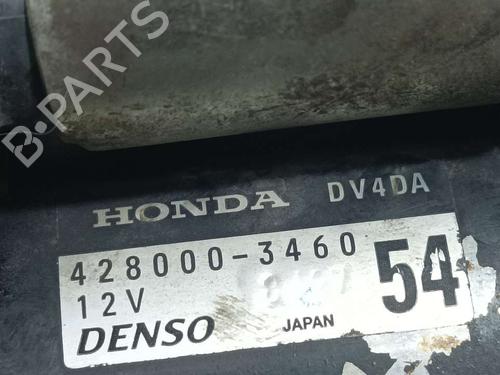 B-PARTS
HONDA DV4DA
428000-3460
12V
54
DENSO JAPAN